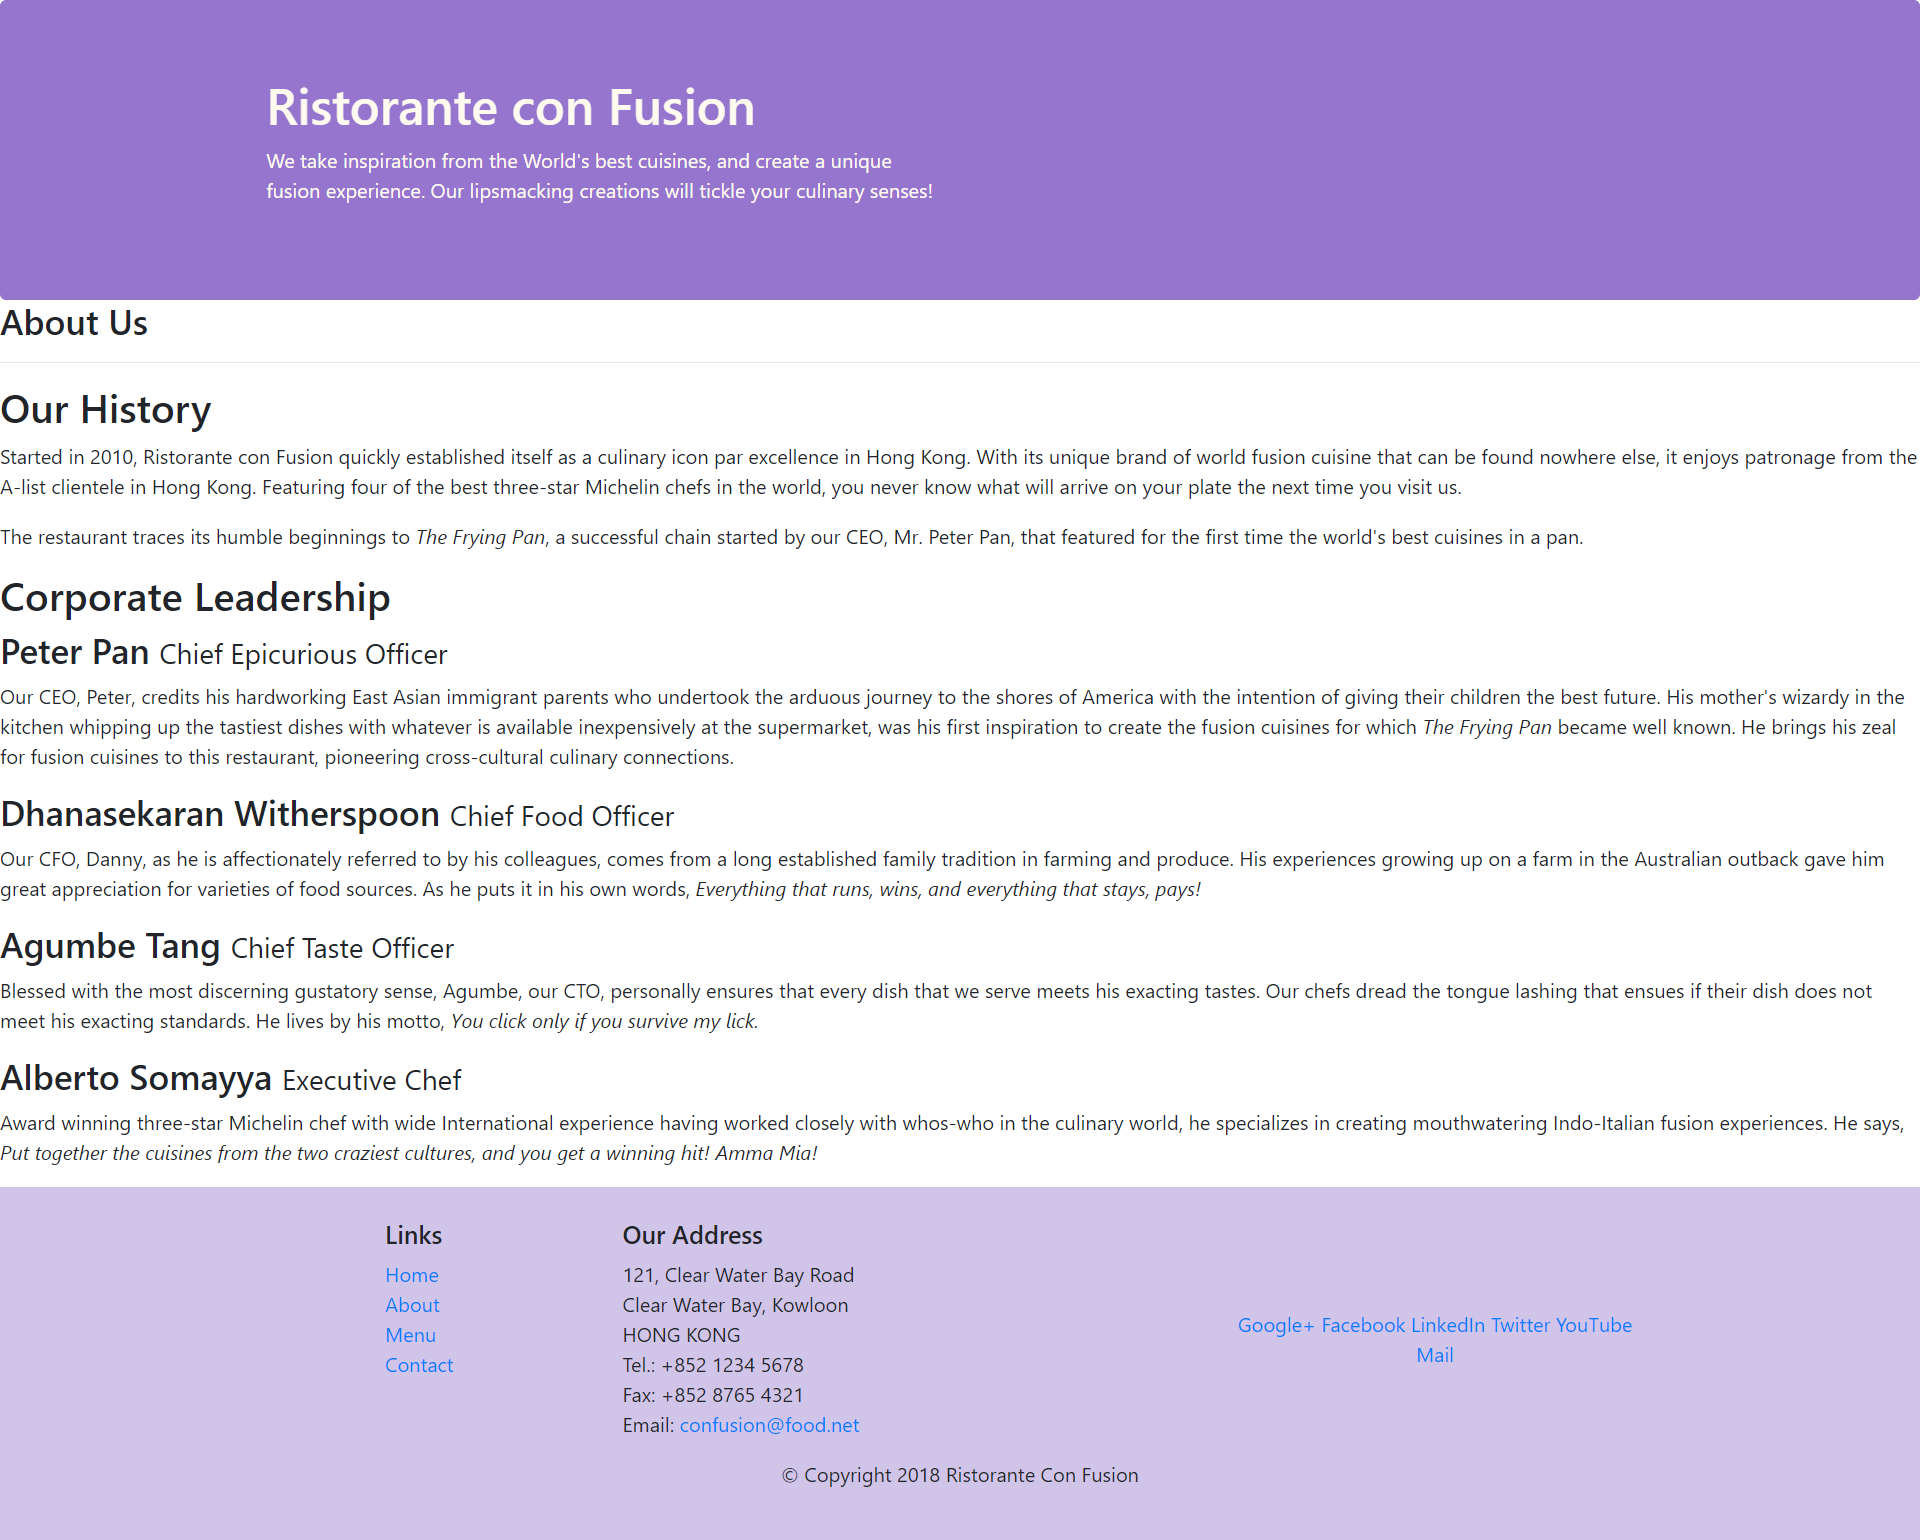 Ristorante con Fusion
We take inspiration from the World's best cuisines, and create a unique
fusion experience. Our lipsmacking creations will tickle your culinary senses!
About Us
Our History
Started in 2010, Ristorante con Fusion quickly established itself as a culinary icon par excellence in Hong Kong. With its unique brand of world fusion cuisine that can be found nowhere else, it enjoys patronage from the
A-list clientele in Hong Kong. Featuring four of the best three-star Michelin chefs in the world, you never know what will arrive on your plate the next time you visit us.
The restaurant traces its humble beginnings to The Frying Pan, a successful chain started by our CEO, Mr. Peter Pan, that featured for the first time the world's best cuisines in a pan.
Corporate Leadership
Peter Pan Chief Epicurious Officer
Our CEO, Peter, credits his hardworking East Asian immigrant parents who undertook the arduous journey to the shores of America with the intention of giving their children the best future. His mother's wizardy in the
kitchen whipping up the tastiest dishes with whatever is available inexpensively at the supermarket, was his first inspiration to create the fusion cuisines for which The Frying Pan became well known. He brings his zeal
for fusion cuisines to this restaurant, pioneering cross-cultural culinary connections.
Dhanasekaran Witherspoon Chief Food Officer
Our CFO, Danny, as he is affectionately referred to by his colleagues, comes from a long established family tradition in farming and produce. His experiences growing up on a farm in the Australian outback gave him
great appreciation for varieties of food sources. As he puts it in his own words, Everything that runs, wins, and everything that stays, pays!
Agumbe Tang Chief Taste Officer
Blessed with the most discerning gustatory sense, Agumbe, our CTO, personally ensures that every dish that we serve meets his exacting tastes. Our chefs dread the tongue lashing that ensues if their dish does not
meet his exacting standards. He lives by his motto, You click only if you survive my lick.
Alberto Somayya Executive Chef
Award winning three-star Michelin chef with wide International experience having worked closely with whos-who in the culinary world, he specializes in creating mouthwatering Indo-Italian fusion experiences. He says,
Put together the cuisines from the two craziest cultures, and you get a winning hit! Amma Mia!
Links
Home
About
Menu
Contact
Our Address
121, Clear Water Bay Road
Clear Water Bay, Kowloon
HONG KONG
Tel.: +852 1234 5678
Fax: +852 8765 4321
Email: confusion@food.net
Google+ Facebook LinkedIn Twitter YouTube
Mail
© Copyright 2018 Ristorante Con Fusion